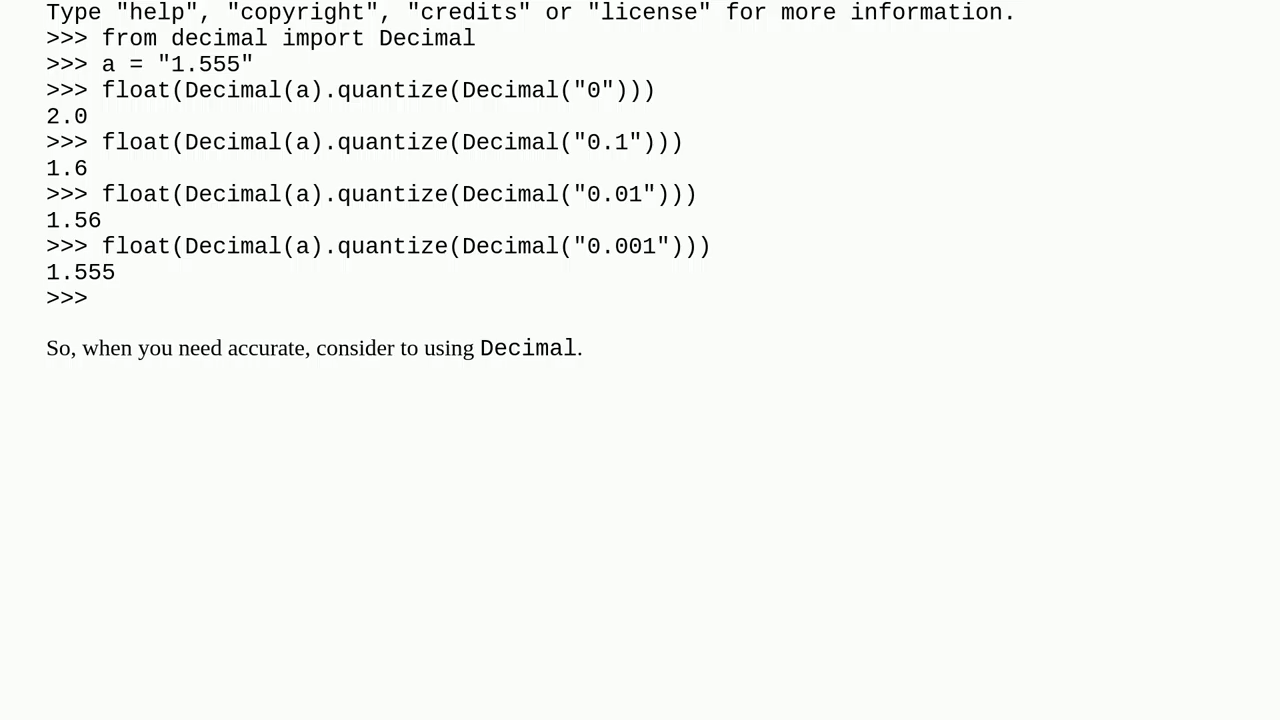 Type "help", "copyright", "credits" or "license" for more information.
>>> from decimal import Decimal
>>> a = "1.555"
>>> float(Decimal(a).quantize(Decimal("0")))
2.0
>>> float(Decimal(a).quantize(Decimal("0.1")))
1.6
>>> float(Decimal(a).quantize(Decimal("0.01")))
1.56
>>> float(Decimal(a).quantize(Decimal("0.001")))
1.555
>>>
So, when you need accurate, consider to using Decimal.